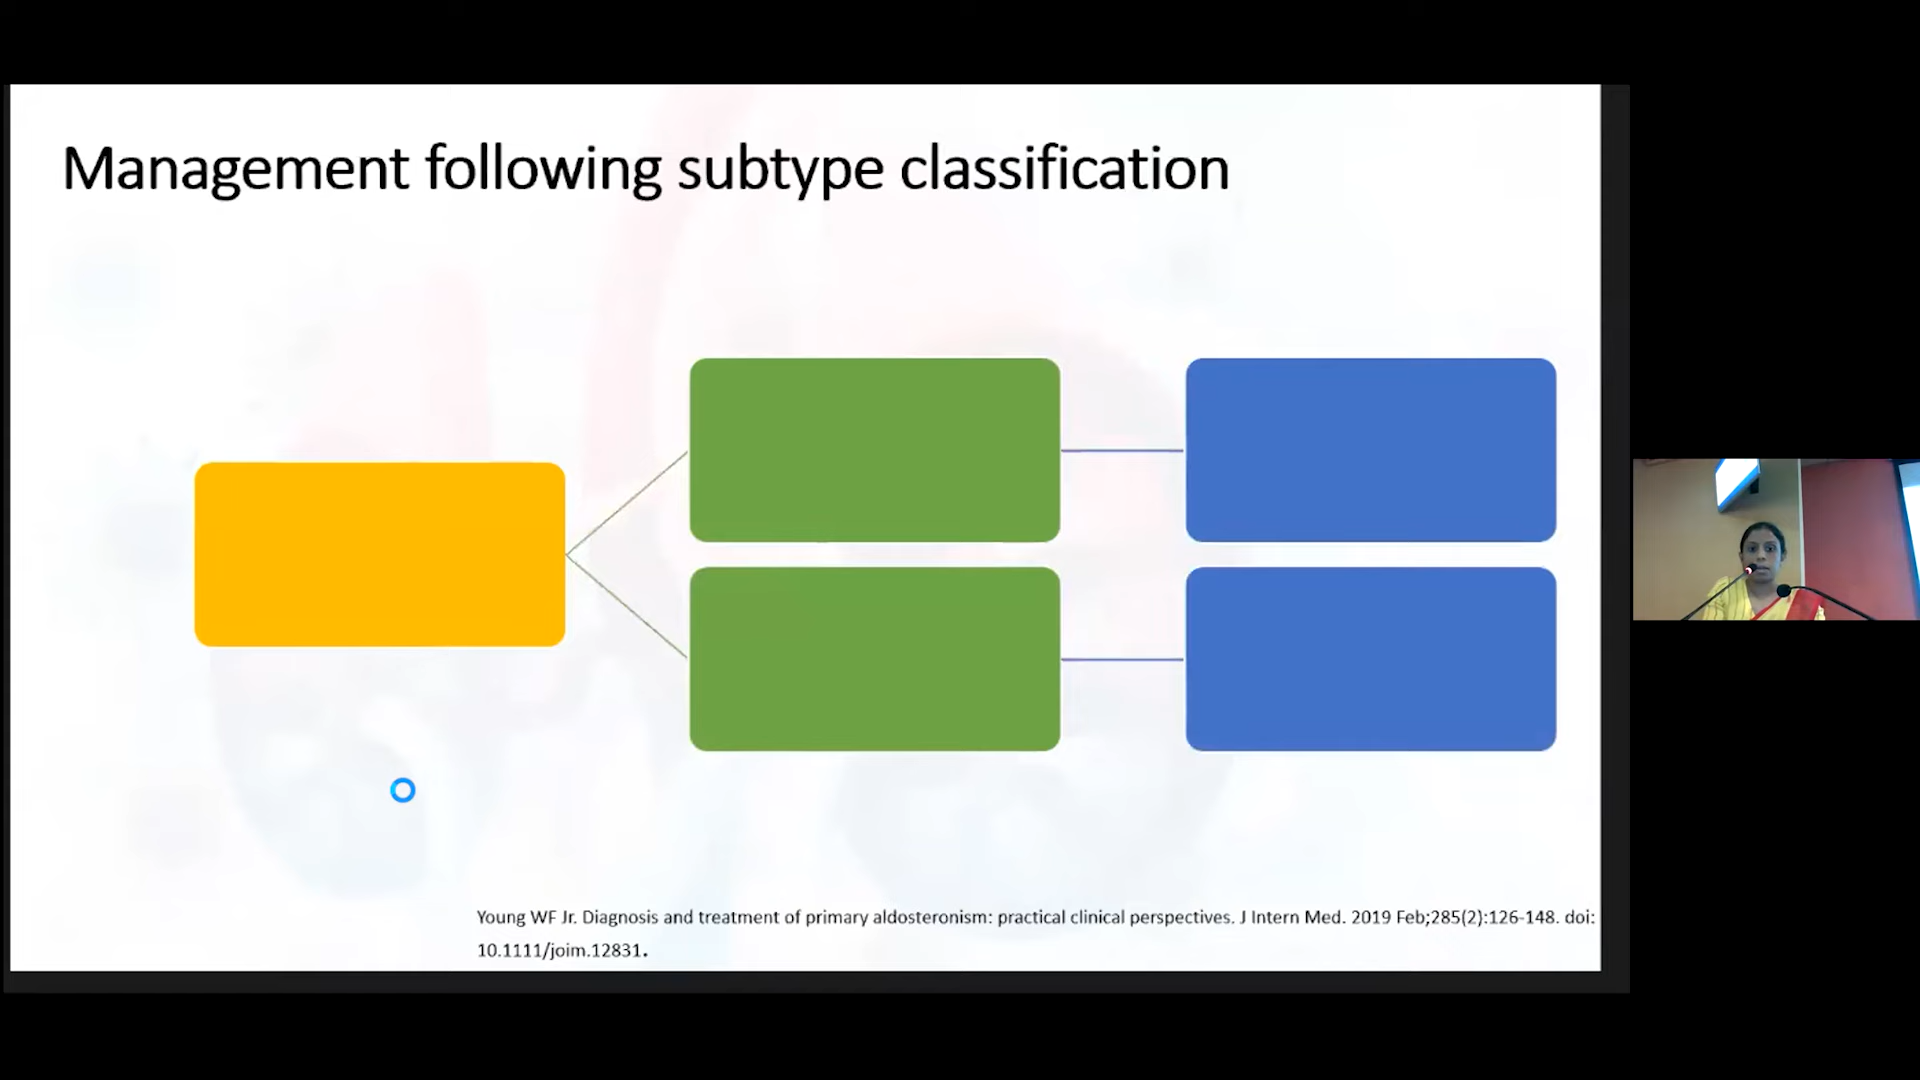 Management following subtype classification
Young WF Jr. Diagnosis and treatment of primary aldosteronism: practical clinical perspectives. J Intern Med. 2019 Feb;285(2):126-148. doi:
10.1111/joim.12831.